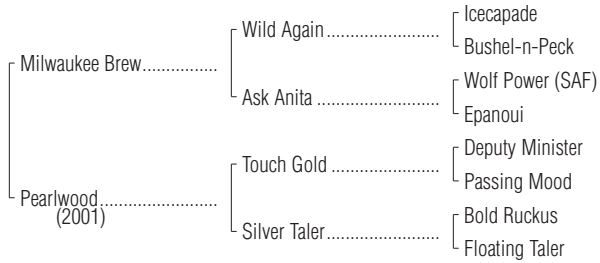 Icecapade
Wild Again
Bushel-n-Peck
Milwaukee Brew
Wolf Power (SAF)
Ask Anita
Epanoui
Deputy Minister
Touch Gold
Passing Mood
Pearlwood
(2001)
Bold Ruckus
Silver Taler
Floating Taler